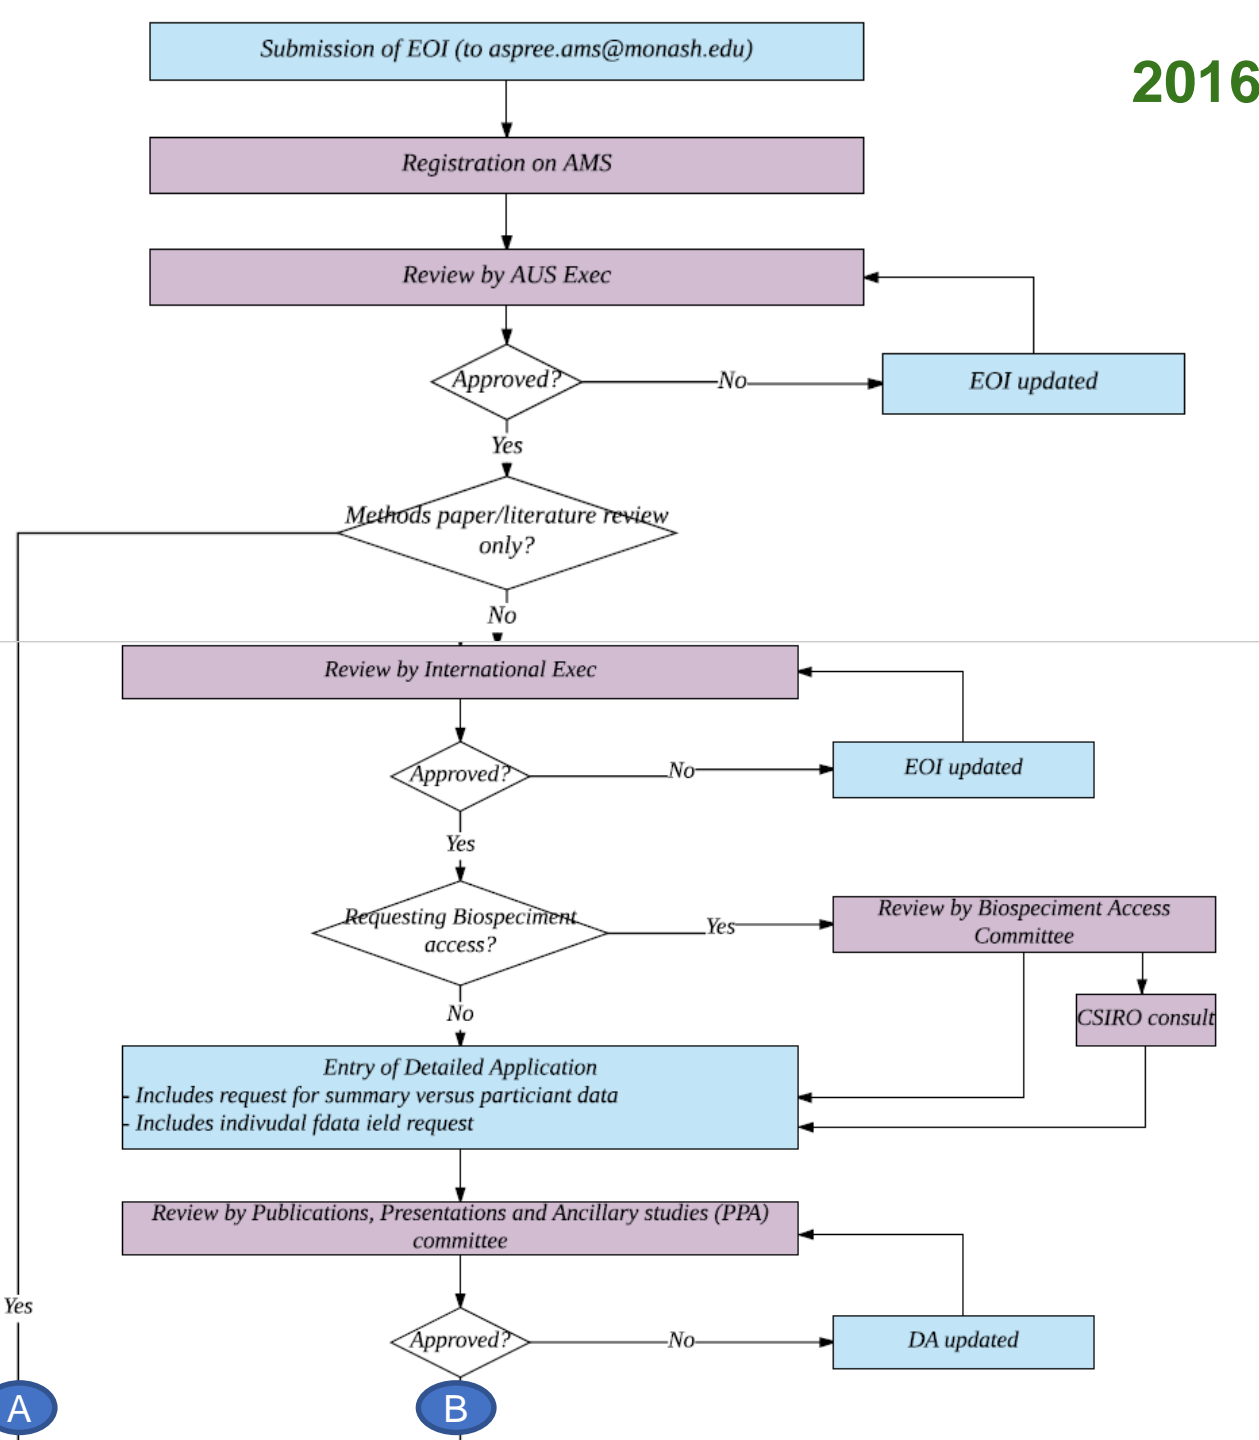 Submission of EOI (to aspree.ams@monash.edu)
2016
Registration on AMS
Review by AUS Exec
Approved?
No
EOI updated
Yes
Methods paper/literature review
only?
No
Review by International Exec
Approved?
No
EOI updated
Yes
Requesting Biospeciment
access?
Yes
Review by Biospeciment Access
Committee
No
CSIRO consult
Entry of Detailed Application
- Includes request for summary versus particiant data
- Includes indivudal fdata ield request
Review by Publications, Presentations and Ancillary studies (PPA)
committee
Yes
Approved?
No
DA updated
A
B